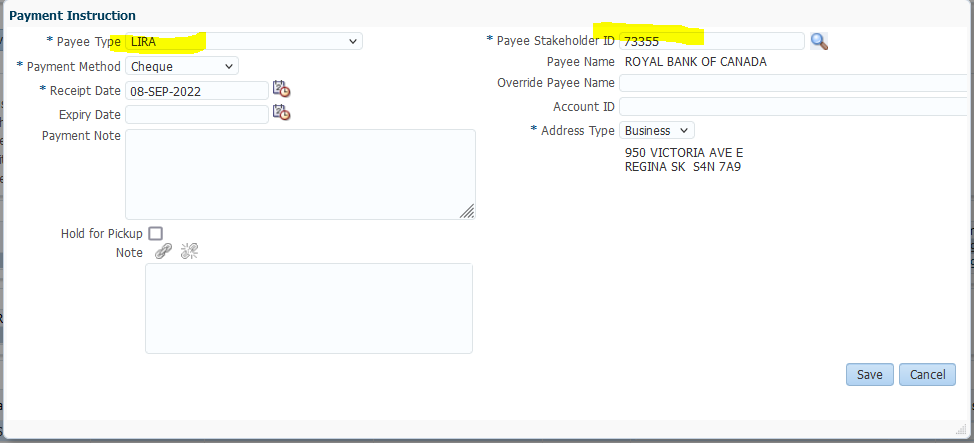 Payment Instruction
* Payee Type LIRA
* Payment Method Cheque
* Receipt Date 08-SEP-2022
Expiry Date
Payment Note
Hold for Pickup
Note
* Payee Stakeholder ID 73355
Payee Name ROYAL BANK OF CANADA
Override Payee Name
Account ID
* Address Type Business
950 VICTORIA AVE E
REGINA SK S4N 7A9
Save Cancel